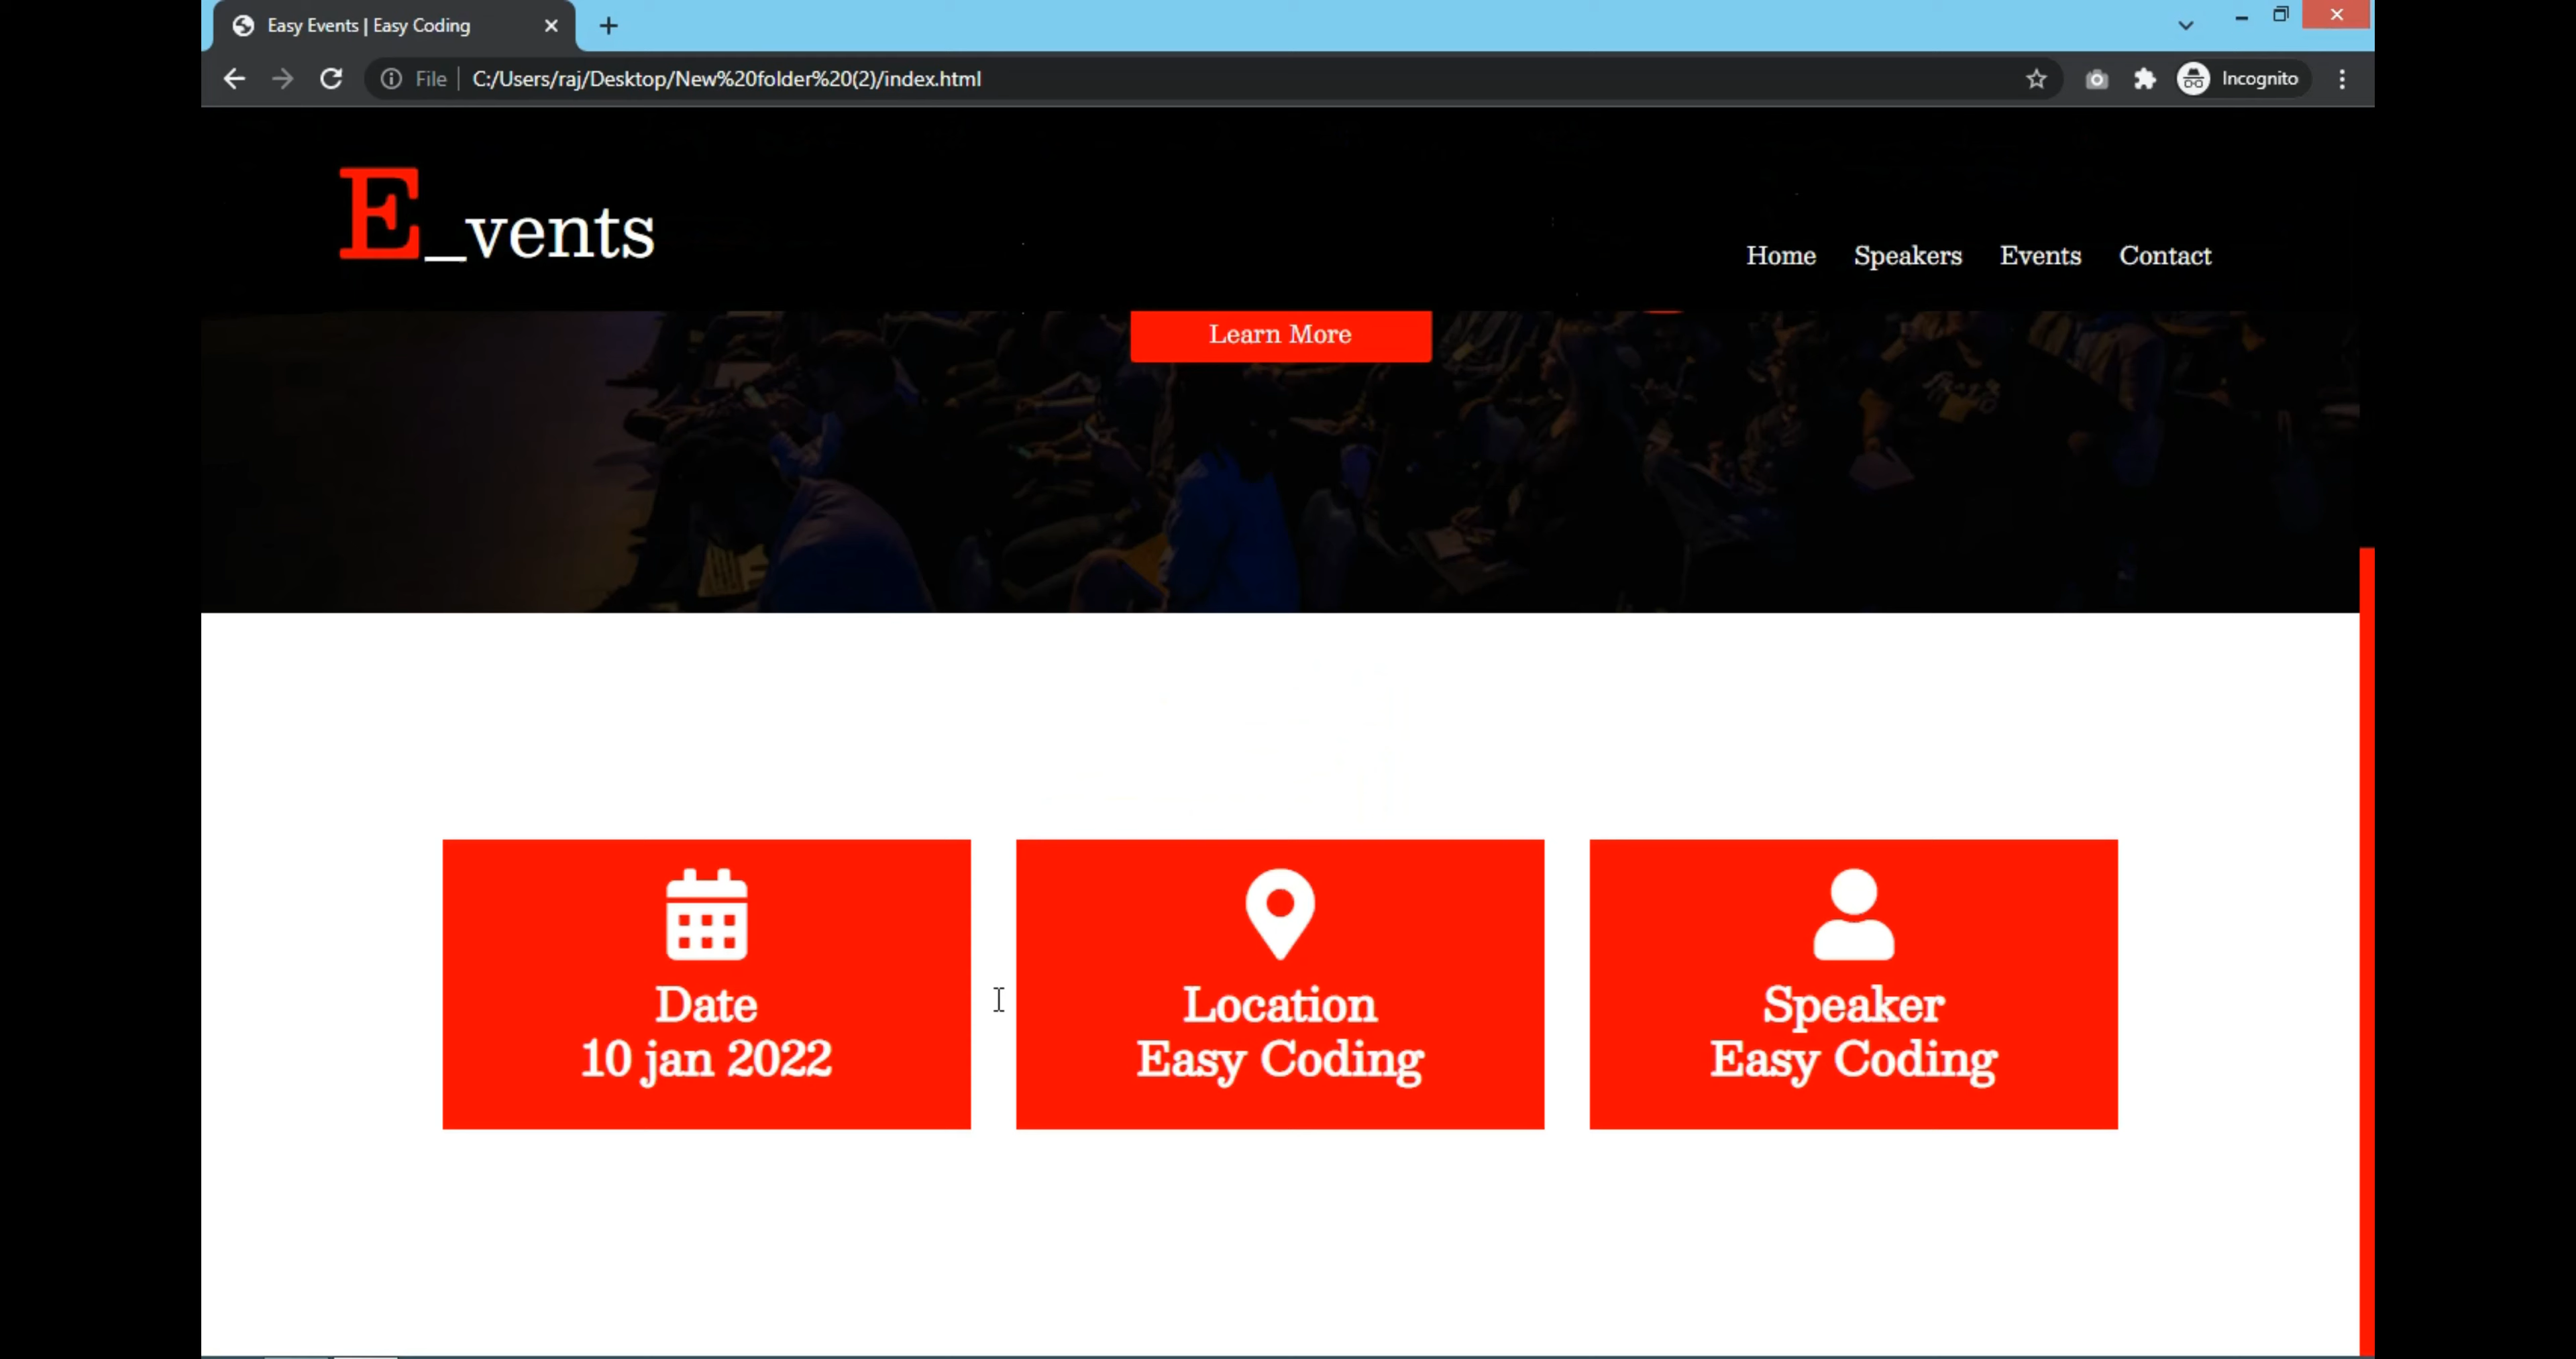 Easy Events | Easy Coding
File C:/Users/raj/Desktop/New%20folder%20(2)/index.html
Incognito
E_vents
Home Speakers Events Contact
Learn More
Date
10 jan 2022
Location
Easy Coding
Speaker
Easy Coding